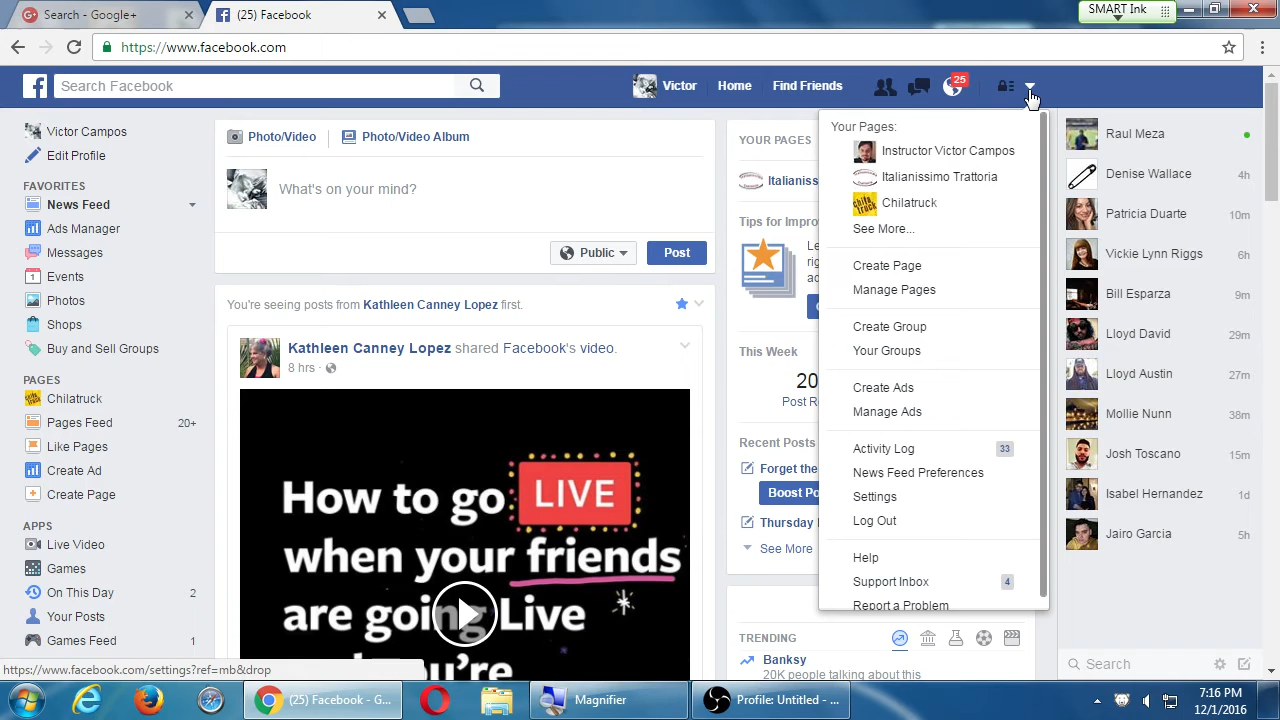 Search - Google+
(25) Facebook
SMART Ink
https://www.facebook.com
Search Facebook
Victor
Home
Find Friends
25
Victor Campos
Edit Profile
FAVORITES
News Feed
Ads Manager
Messages
Events
Photos
Shops
Buy and Sell Groups
PAGES
Chilatruck
Pages Feed 20+
Like Pages
Create Ad
Create Page
APPS
Live Video
Games
On This Day 2
Your Posts
Games Feed 1
https://www.facebook.com/settings?ref=mb&drop
Photo/Video
Photo/Video Album
What's on your mind?
Public
Post
You're seeing posts from Kathleen Canney Lopez first.
Kathleen Canney Lopez shared Facebook's video.
8 hrs
How to go LIVE
when your friends
are going Live
and you're
YOUR PAGES
Italianiss
Tips for Impro
Le
This Week
20
Post Re
Recent Posts
Forget the
Boost Po
Thursday
See More
TRENDING
Banksy
20K people talking about this
Your Pages:
Instructor Victor Campos
Italianissimo Trattoria
Chilatruck
See More...
Create Page
Manage Pages
Create Group
Your Groups
Create Ads
Manage Ads
Activity Log 33
News Feed Preferences
Settings
Log Out
Help
Support Inbox 4
Report a Problem
Raul Meza
Denise Wallace 4h
Patricia Duarte 10m
Vickie Lynn Riggs 6h
Bill Esparza 9m
Lloyd David 29m
Lloyd Austin 27m
Mollie Nunn 38m
Josh Toscano 15m
Isabel Hernandez 1d
Jairo Garcia 5h
Search
(25) Facebook - G...
Magnifier
Profile: Untitled - ...
7:16 PM
12/1/2016